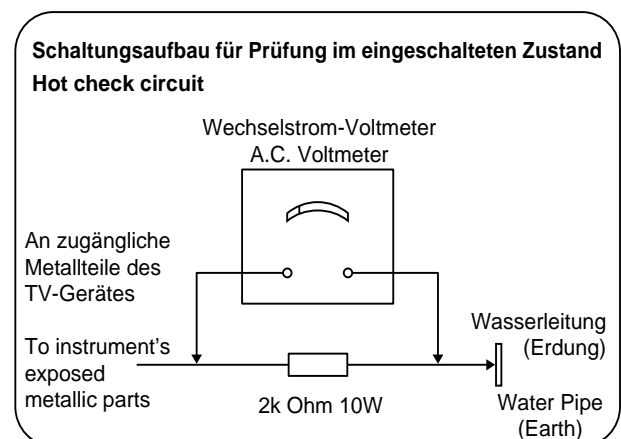 Schaltungsaufbau für Prüfung im eingeschalteten Zustand
Hot check circuit
Wechselstrom-Voltmeter
A.C. Voltmeter
An zugängliche
Metallteile des
TV-Gerätes
To instrument's
exposed
metallic parts
2k Ohm 10W
Wasserleitung
(Erdung)
Water Pipe
(Earth)